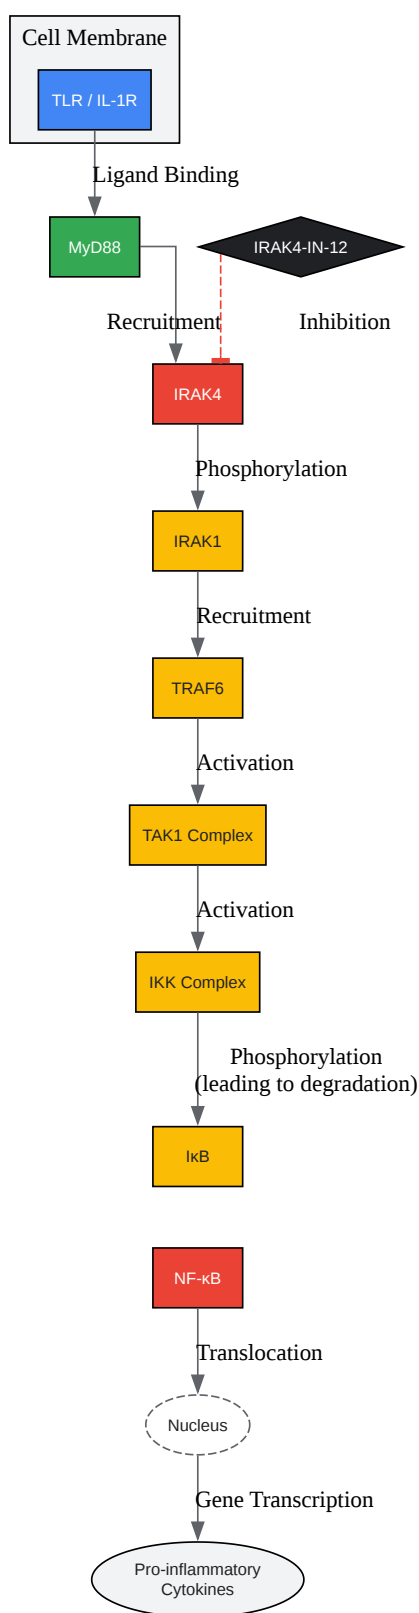 Cell Membrane
TLR / IL-1R
Ligand Binding
MyD88
IRAK4-IN-12
Recruitment
Inhibition
IRAK4
Phosphorylation
IRAK1
Recruitment
TRAF6
Activation
TAK1 Complex
Activation
IKK Complex
Phosphorylation
(leading to degradation)
IκB
NF-κB
Translocation
Nucleus
Gene Transcription
Pro-inflammatory
Cytokines